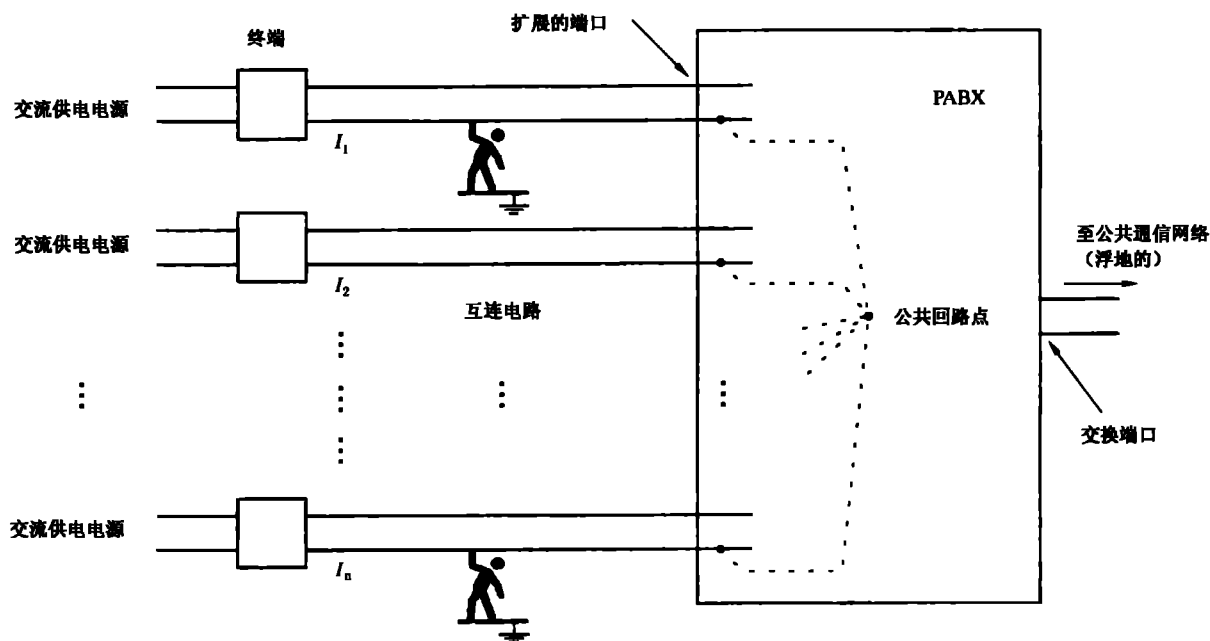 终端
扩展的端口
PABX
交流供电电源
I₁
交流供电电源
I₂
互连电路
公共回路点
至公共通信网络
(浮地的)
交换端口
交流供电电源
Iₙ